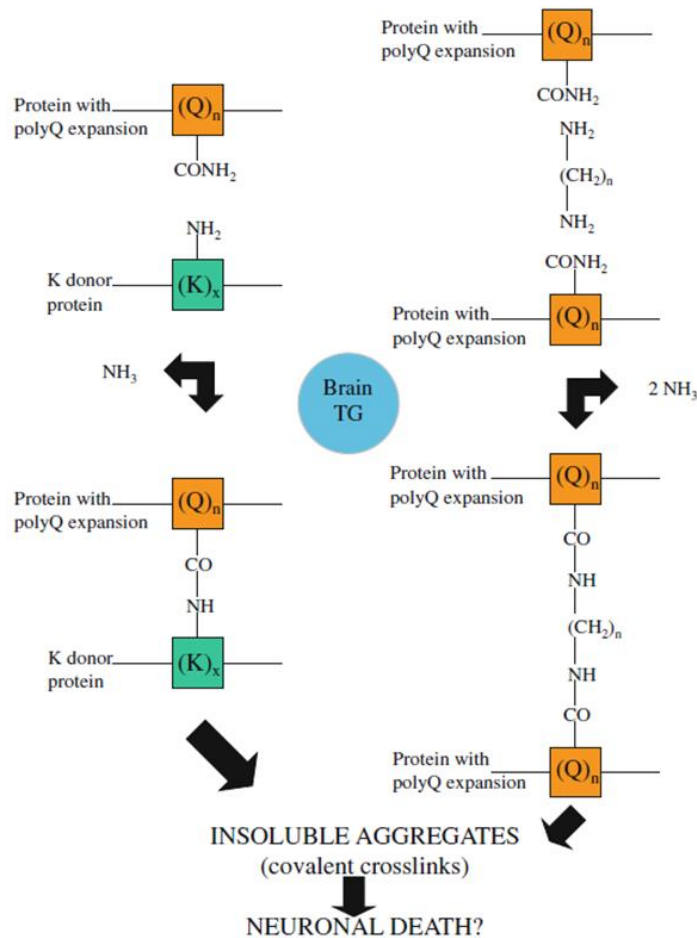 Protein with
polyQ expansion
(Q)n
CONH2
NH2
(K)x
K donor
protein
NH3
Protein with
polyQ expansion
(Q)n
CO
NH
K donor
protein
(K)x
Protein with
polyQ expansion
(Q)n
CONH2
NH2
(CH2)n
NH2
CONH2
Protein with
polyQ expansion
(Q)n
2 NH3
Brain
TG
Protein with
polyQ expansion
(Q)n
CO
NH
(CH2)n
NH
CO
Protein with
polyQ expansion
(Q)n
INSOLUBLE AGGREGATES
(covalent crosslinks)
NEURONAL DEATH?